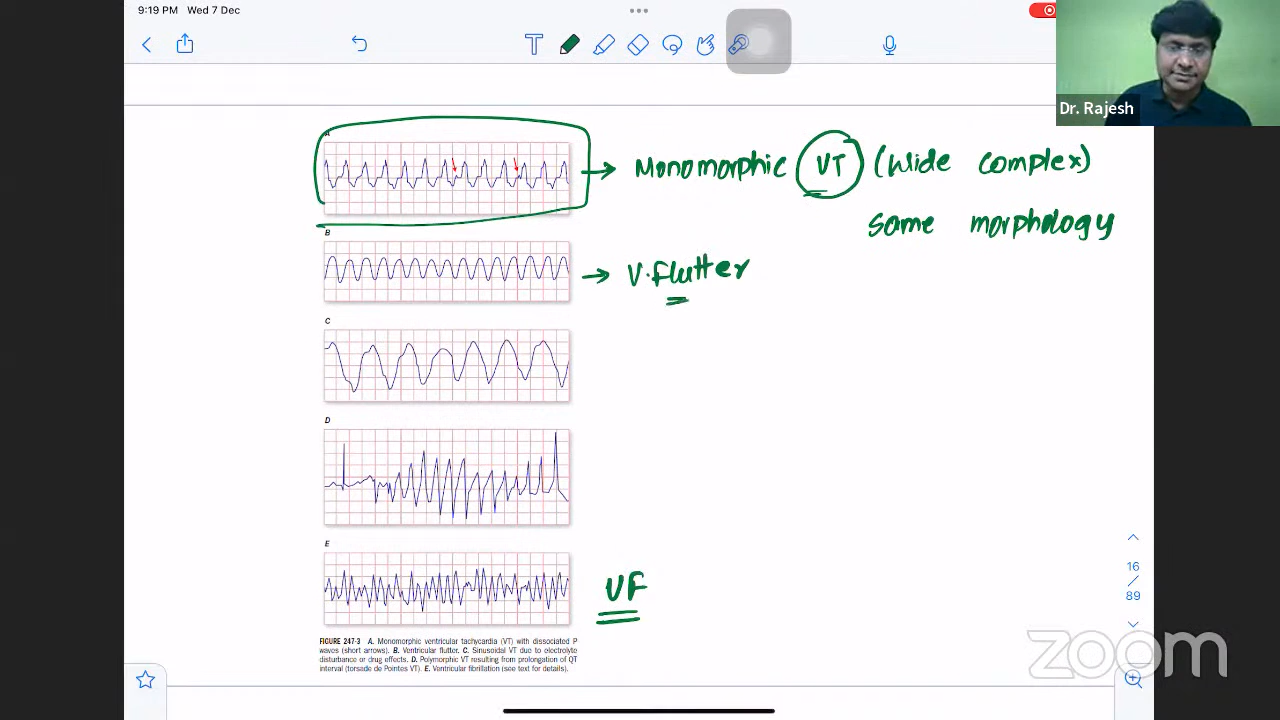 9:19 PM Wed 7 Dec
Dr. Rajesh
A
Monomorphic VT (Wide complex)
Same morphology
B
V.flutter
C
D
E
VF
16
/
89
FIGURE 247-3 A. Monomorphic ventricular tachycardia (VT) with dissociated P
waves (short arrows). B. Ventricular flutter. C. Sinusoidal VT due to electrolyte
disturbance or drug effects. D. Polymorphic VT resulting from prolongation of QT
interval (torsade de Pointes VT). E. Ventricular fibrillation (see text for details).
zoom